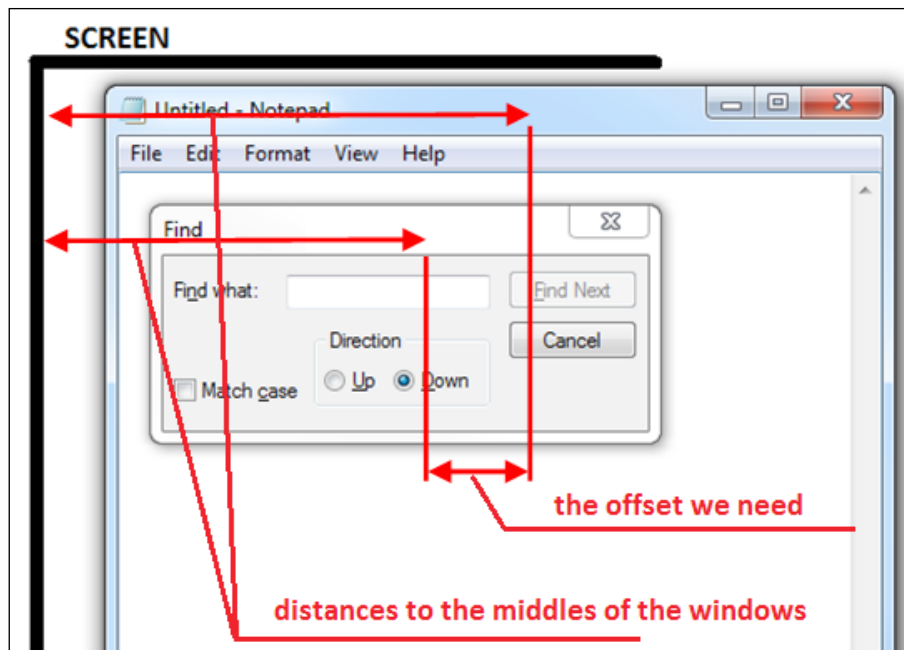 SCREEN
Untitled - Notepad
File Edit Format View Help
Find
Find what:
Find Next
Direction
Cancel
Match case
Up
Down
the offset we need
distances to the middles of the windows